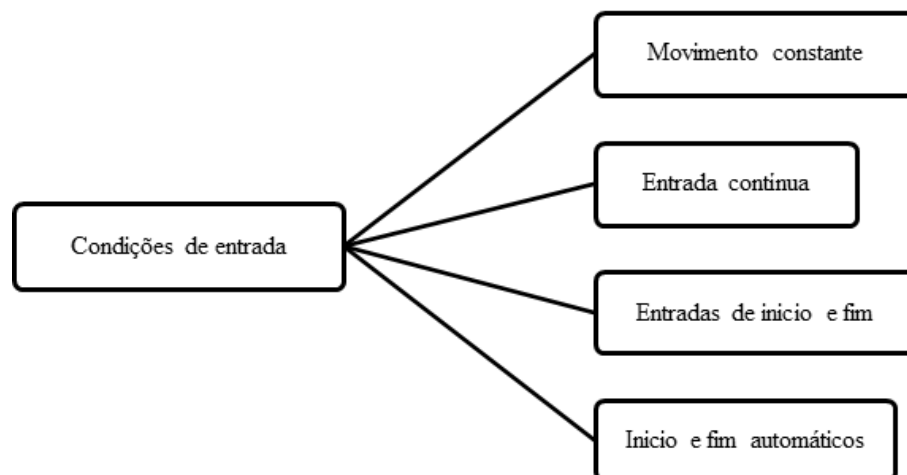 Movimento constante
Entrada contínua
Condições de entrada
Entradas de inicio e fim
Inicio e fim automáticos